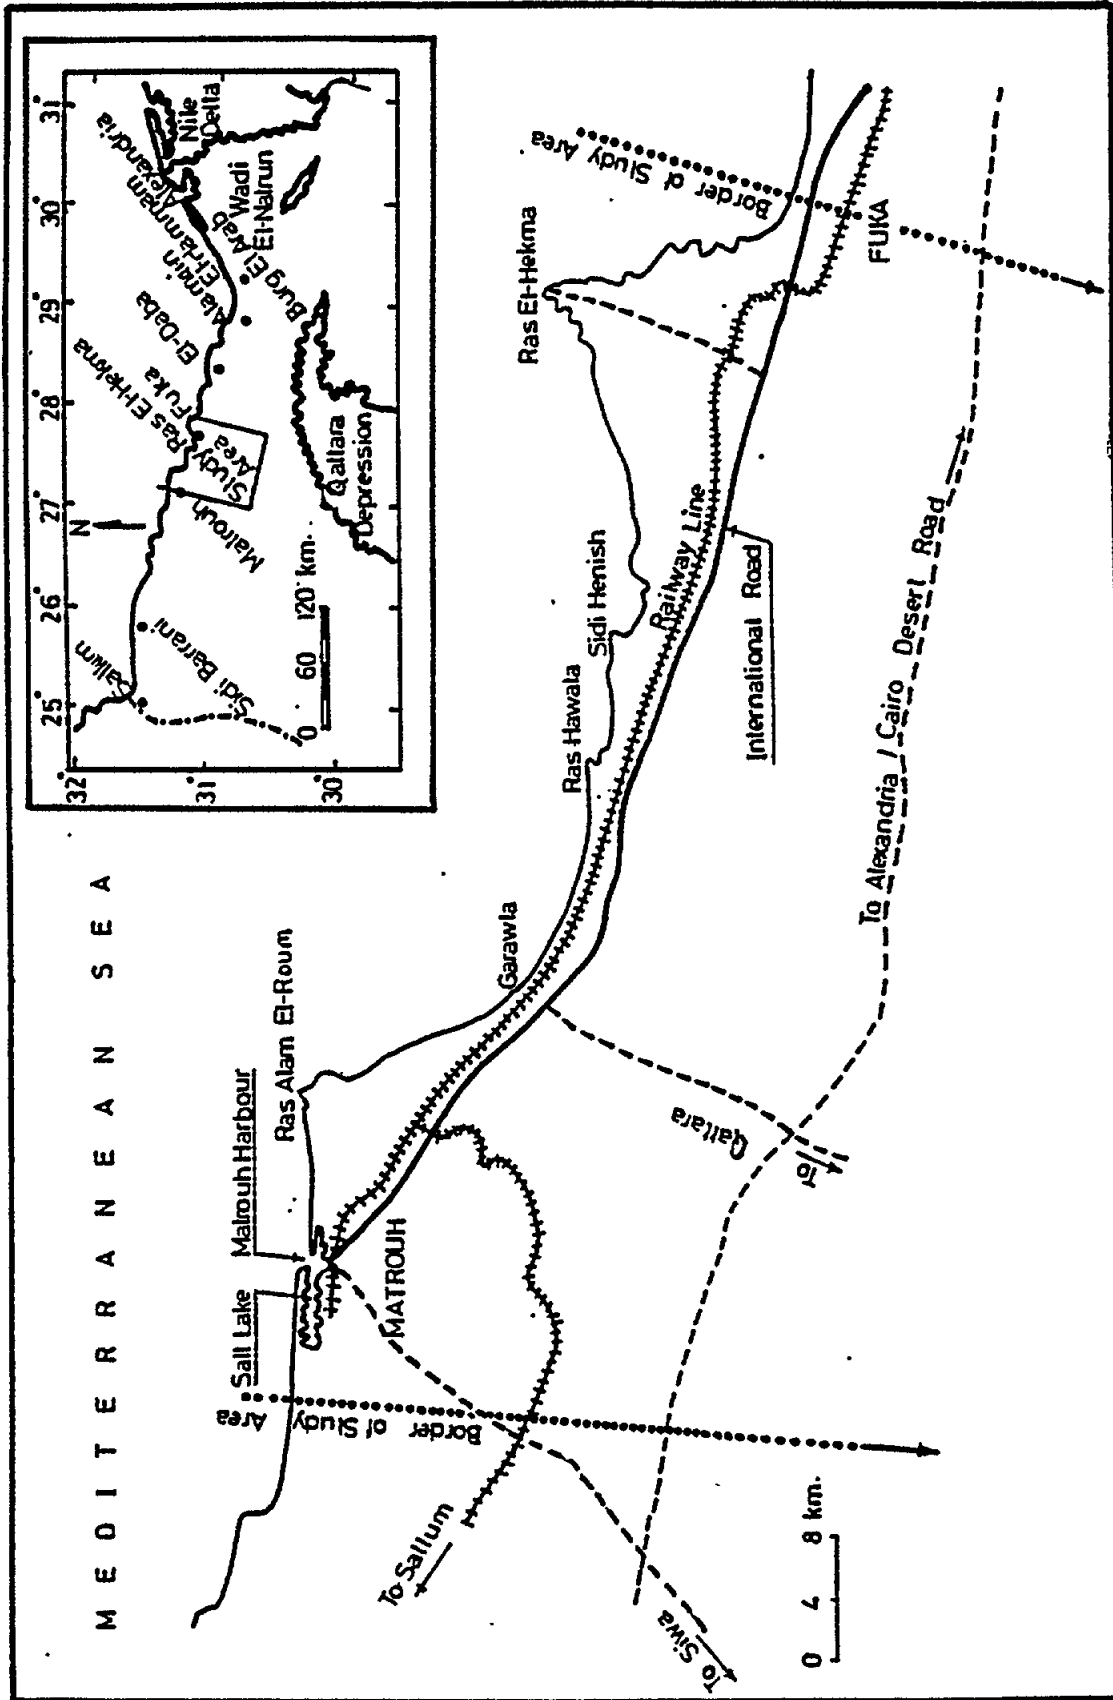 MEDITERRANEAN SEA
Salt Lake
Matrouh Harbour
Ras Alam El-Roum
MATROUH
Garawla
Ras Hawala
Sidi Henish
Ras El-Hekma
FUKA
Railway Line
International Road
To Alexandria / Cairo Desert Road
To Qattara
To Sallum
To Siwa
Border of Study Area
Border of Study Area
0 4 8 km.
25° 26° 27° 28° 29° 30° 31°
32°
31°
30°
N
Sallum
Sidi Barrani
Matrouh
Study
Area
Ras El-Hekma
Fuka
El-Daba
Alamein
El-Hammam
Burg El Arab
Alexandria
Nile
Delta
Wadi
El-Natrun
Qattara
Depression
0 60 120 km.